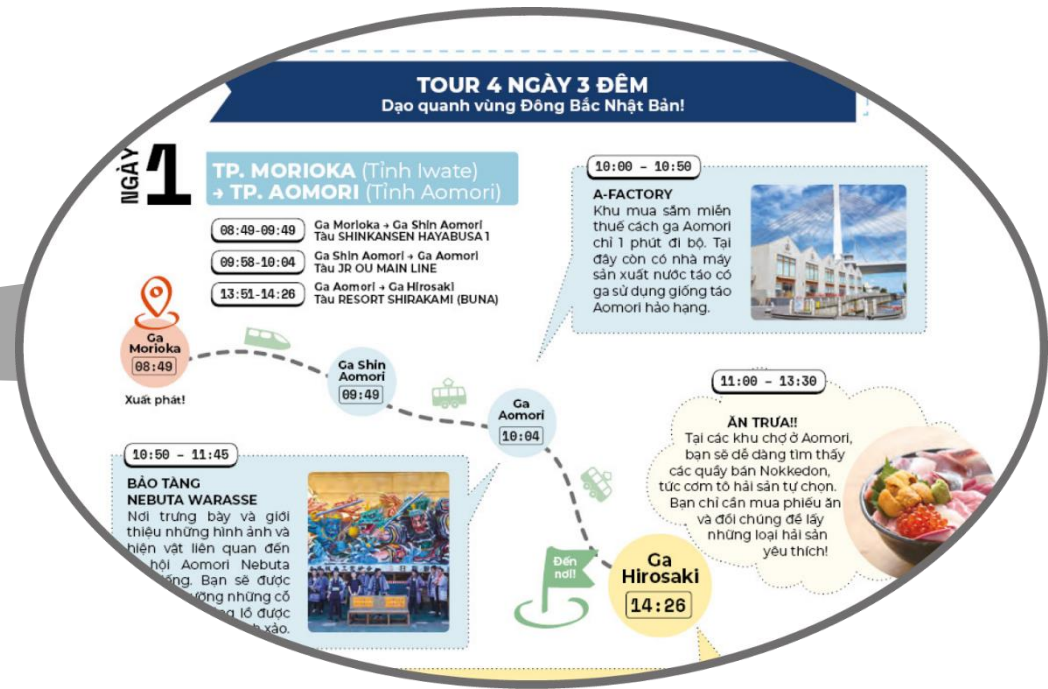 TOUR 4 NGÀY 3 ĐÊM
Dạo quanh vùng Đông Bắc Nhật Bản!
NGÀY 1
TP. MORIOKA (Tỉnh Iwate)
→ TP. AOMORI (Tỉnh Aomori)
08:49-09:49 Ga Morioka → Ga Shin Aomori
Tàu SHINKANSEN HAYABUSA 1
09:58-10:04 Ga Shin Aomori → Ga Aomori
Tàu JR OU MAIN LINE
13:51-14:26 Ga Aomori → Ga Hirosaki
Tàu RESORT SHIRAKAMI (BUNA)
10:00 - 10:50
A-FACTORY
Khu mua sắm miễn
thuế cách ga Aomori
chỉ 1 phút đi bộ. Tại
đây còn có nhà máy
sản xuất nước táo có
ga sử dụng giống táo
Aomori hảo hạng.
Ga
Morioka
08:49
Xuất phát!
Ga Shin
Aomori
09:49
Ga
Aomori
10:04
11:00 - 13:30
ĂN TRƯA!!
Tại các khu chợ ở Aomori,
bạn sẽ dễ dàng tìm thấy
các quầy bán Nokkedon,
tức cơm tô hải sản tự chọn.
Bạn chỉ cần mua phiếu ăn
và đổi chúng để lấy
những loại hải sản
yêu thích!
10:50 - 11:45
BẢO TÀNG
NEBUTA WARASSE
Nơi trưng bày và giới
thiệu những hình ảnh và
hiện vật liên quan đến
hội Aomori Nebuta
Bạn sẽ được
những cỗ
lồ được
xảo.
Đến
nơi!
Ga
Hirosaki
14:26